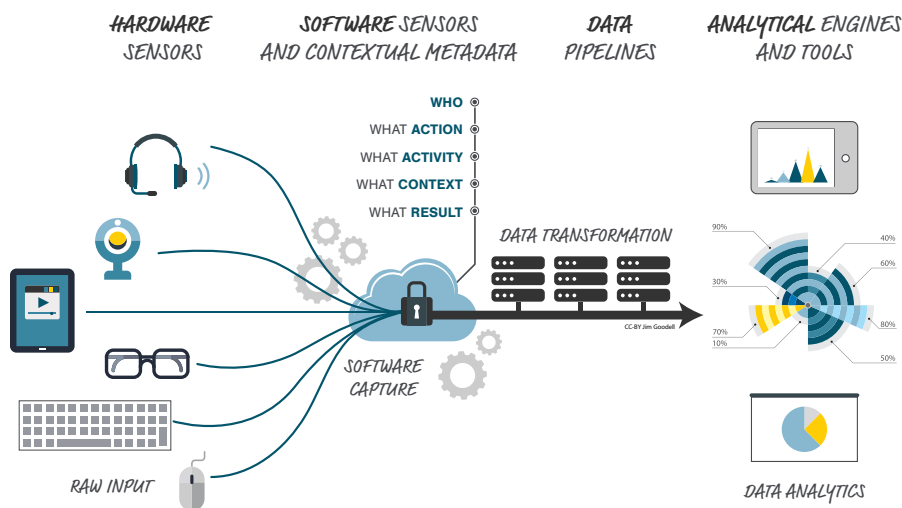 HARDWARE
SENSORS
SOFTWARE SENSORS
AND CONTEXTUAL METADATA
DATA
PIPELINES
ANALYTICAL ENGINES
AND TOOLS
WHO
WHAT ACTION
WHAT ACTIVITY
WHAT CONTEXT
WHAT RESULT
DATA TRANSFORMATION
CC-BY Jim Goodell
SOFTWARE
CAPTURE
RAW INPUT
90%
40%
60%
30%
70%
10%
80%
50%
DATA ANALYTICS